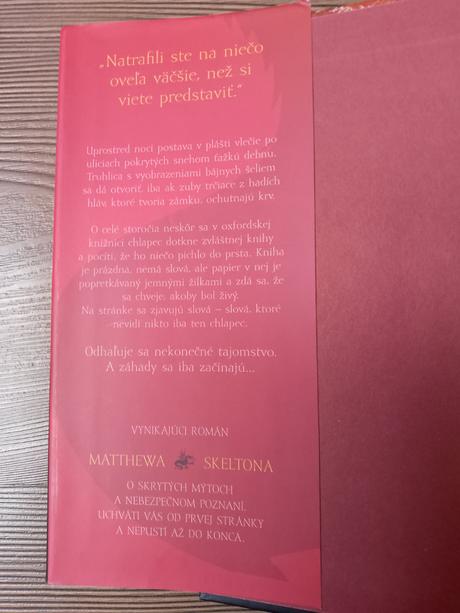 „Natrafili ste na niečo
oveľa väčšie, než si
viete predstaviť.“
Uprostred noci postava v plášti vlečie po
uliciach pokrytých snehom ťažkú debnu.
Truhlica s vyobrazeniami bájnych šeliem
sa dá otvoriť, iba ak zuby trčiace z hadích
hláv, ktoré tvoria zámku, ochutnajú krv.
O celé storočia neskôr sa v oxfordskej
knižnici chlapec dotkne zvláštnej knihy
a pocíti, že ho niečo pichlo do prsta. Kniha
je prázdna, nemá slová, ale papier v nej je
popretkávaný jemnými žilkami a zdá sa, že
sa chveje, akoby bol živý.
Na stránke sa zjavujú slová – slová, ktoré
nevidí nikto iba ten chlapec.
Odhaľuje sa nekonečné tajomstvo.
A záhady sa iba začínajú...
VYNIKAJÚCI ROMÁN
MATTHEWA SKELTONA
O SKRYTÝCH MÝTOCH
A NEBEZPEČNOM POZNANÍ,
UCHVÁTI VÁS OD PRVEJ STRÁNKY
A NEPUSTÍ AŽ DO KONCA.